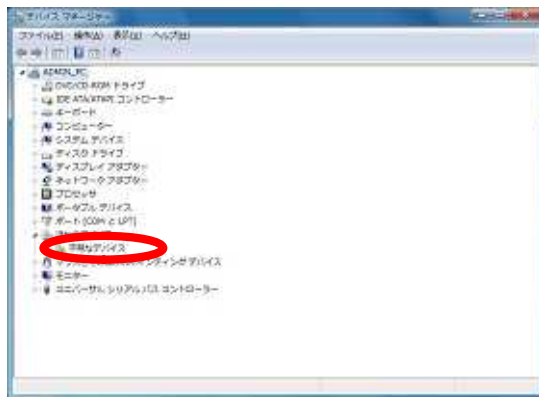 デバイス マネージャー
ファイル(F) 操作(A) 表示(V) ヘルプ(H)
ADMIN_PC
DVD/CD-ROM ドライブ
IDE ATA/ATAPI コントローラー
キーボード
コンピューター
システム デバイス
ディスク ドライブ
ディスプレイ アダプター
ネットワーク アダプター
プロセッサ
ポータブル デバイス
ポート (COM と LPT)
不明なデバイス
モニター
ユニバーサル シリアル バス コントローラー